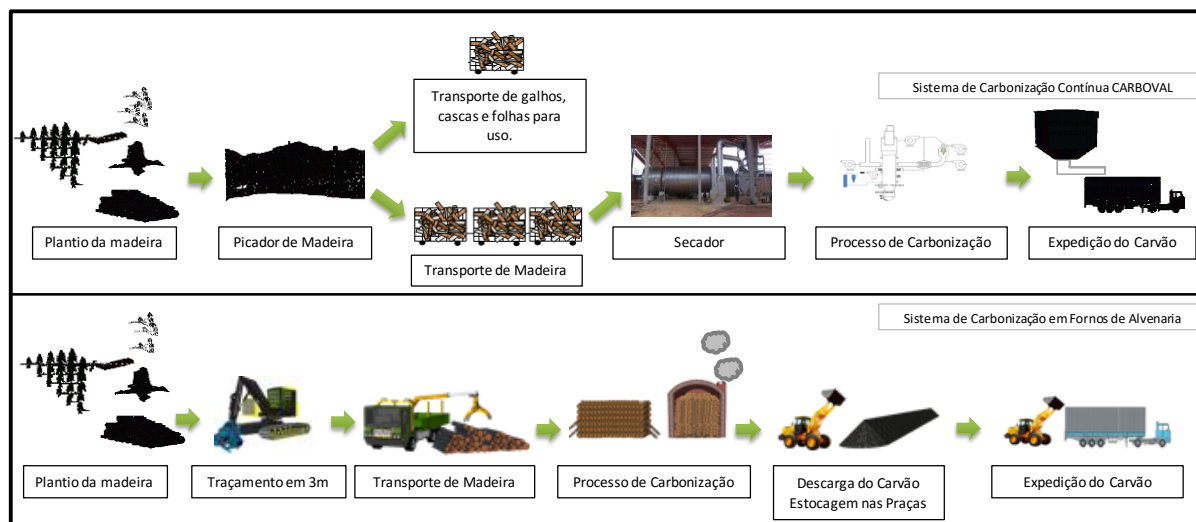 Sistema de Carbonização Contínua CARBOVAL
Transporte de galhos,
cascas e folhas para
uso.
Plantio da madeira
Picador de Madeira
Transporte de Madeira
Secador
Processo de Carbonização
Expedição do Carvão
Sistema de Carbonização em Fornos de Alvenaria
Plantio da madeira
Traçamento em 3m
Transporte de Madeira
Processo de Carbonização
Descarga do Carvão
Estocagem nas Praças
Expedição do Carvão